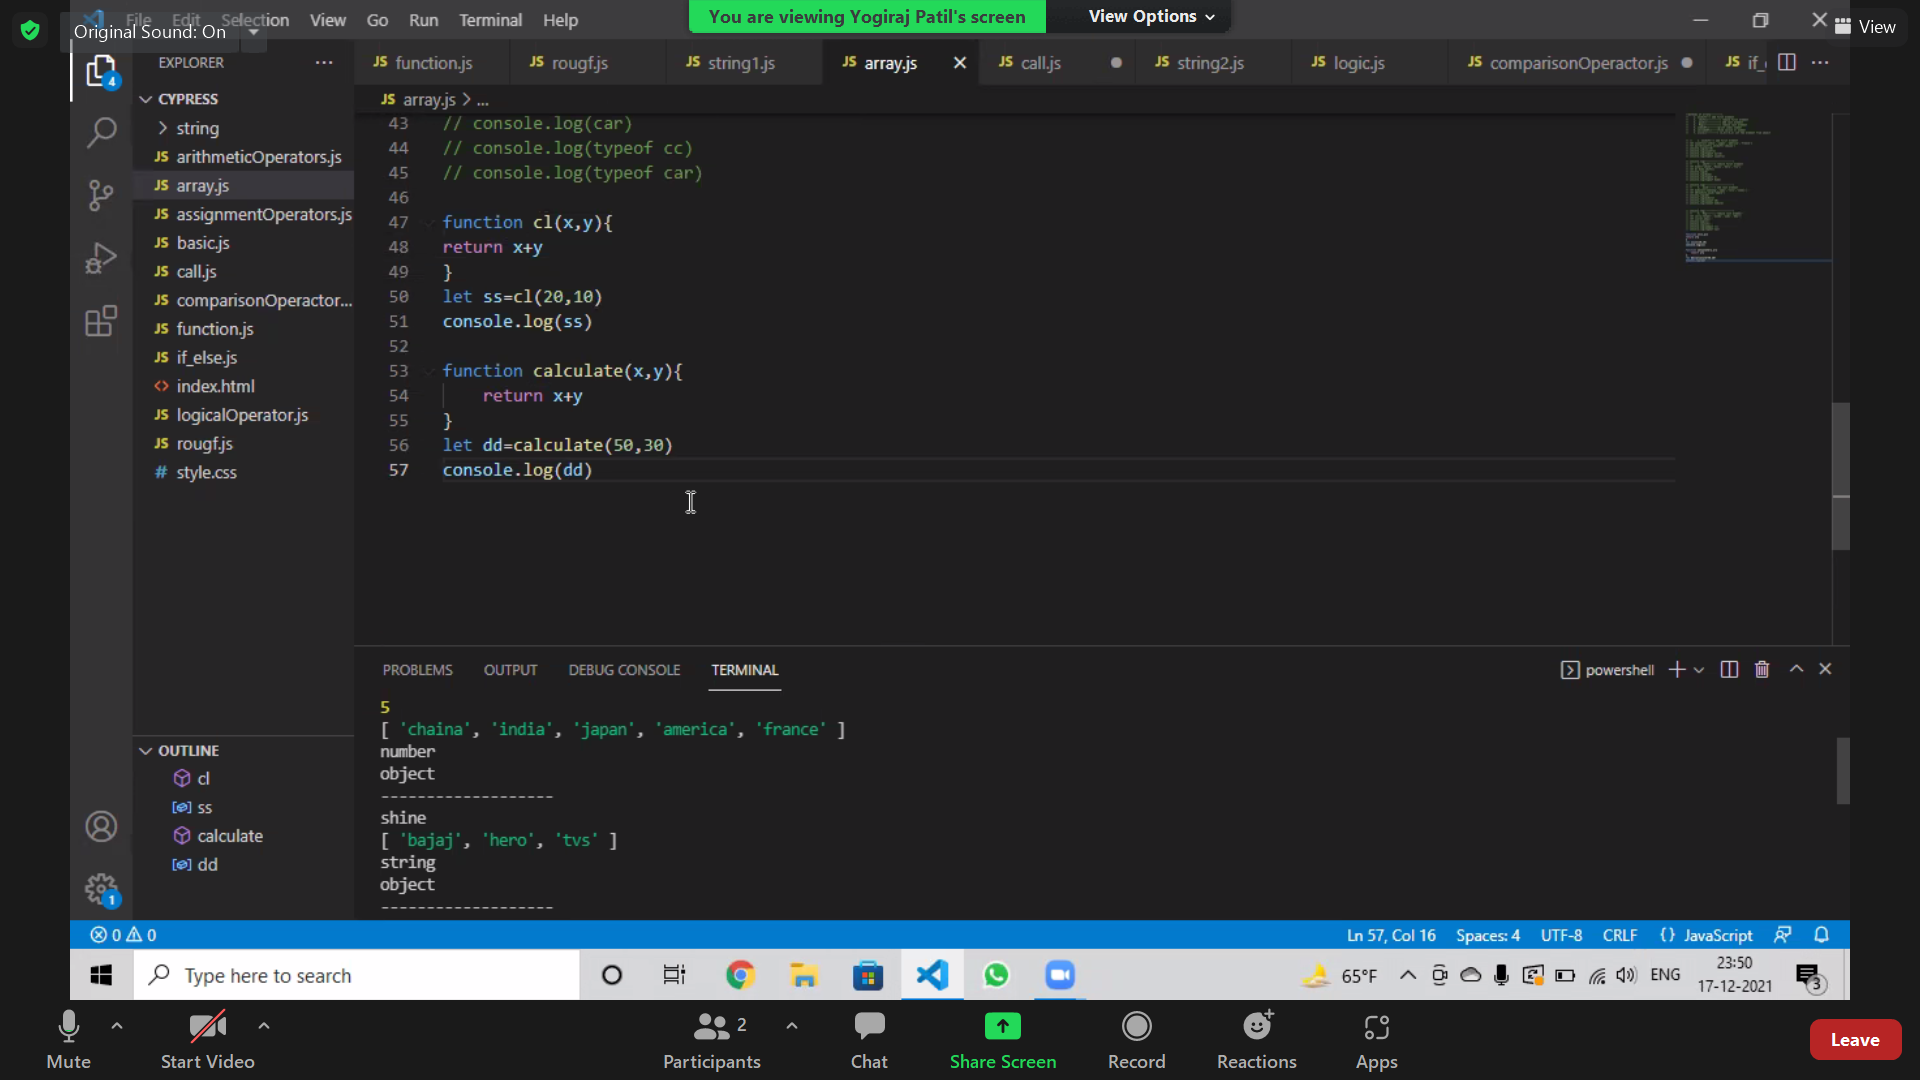 File Edit Selection View Go Run Terminal Help
Original Sound: On
You are viewing Yogiraj Patil's screen
View Options
View
EXPLORER
4
CYPRESS
string
JS arithmeticOperators.js
JS array.js
JS assignmentOperators.js
JS basic.js
JS call.js
JS comparisonOperactor...
JS function.js
JS if_else.js
<> index.html
JS logicalOperator.js
JS rougf.js
# style.css
OUTLINE
cl
ss
calculate
dd
1
JS function.js
JS rougf.js
JS string1.js
JS array.js
JS call.js
JS string2.js
JS logic.js
JS comparisonOperactor.js
JS if_
JS array.js > ...
43 // console.log(car)
44 // console.log(typeof cc)
45 // console.log(typeof car)
46
47 function cl(x,y){
48 return x+y
49 }
50 let ss=cl(20,10)
51 console.log(ss)
52
53 function calculate(x,y){
54 return x+y
55 }
56 let dd=calculate(50,30)
57 console.log(dd)
PROBLEMS OUTPUT DEBUG CONSOLE TERMINAL
powershell
5
[ 'chaina', 'india', 'japan', 'america', 'france' ]
number
object
-------------------
shine
[ 'bajaj', 'hero', 'tvs' ]
string
object
-------------------
0 0
Ln 57, Col 16 Spaces: 4 UTF-8 CRLF {} JavaScript
Type here to search
65°F
ENG
23:50
17-12-2021
3
Mute
Start Video
2
Participants
Chat
Share Screen
Record
Reactions
Apps
Leave